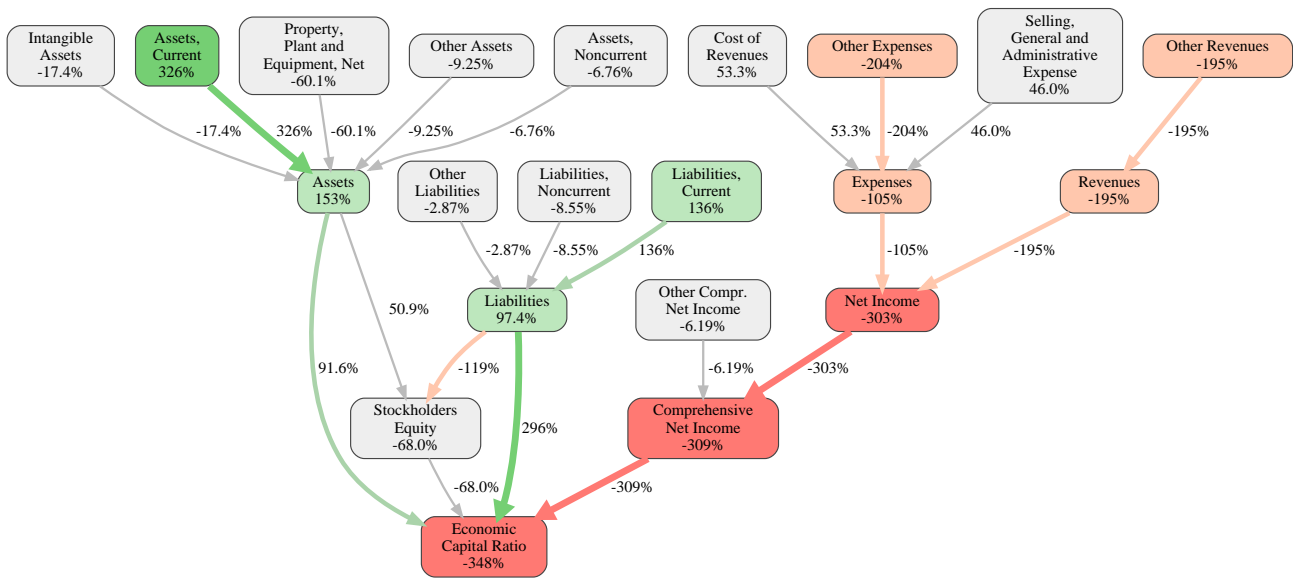 Intangible
Assets
-17.4%
Assets,
Current
326%
Property,
Plant and
Equipment, Net
-60.1%
Other Assets
-9.25%
Assets,
Noncurrent
-6.76%
Cost of
Revenues
53.3%
Other Expenses
-204%
Selling,
General and
Administrative
Expense
46.0%
Other Revenues
-195%
-17.4%
326%
-60.1%
-9.25%
-6.76%
53.3%
-204%
46.0%
-195%
Assets
153%
Other
Liabilities
-2.87%
Liabilities,
Noncurrent
-8.55%
Liabilities,
Current
136%
Expenses
-105%
Revenues
-195%
-2.87%
-8.55%
136%
-105%
-195%
Liabilities
97.4%
Other Compr.
Net Income
-6.19%
Net Income
-303%
50.9%
91.6%
-119%
-6.19%
-303%
Stockholders
Equity
-68.0%
296%
Comprehensive
Net Income
-309%
-68.0%
-309%
Economic
Capital Ratio
-348%